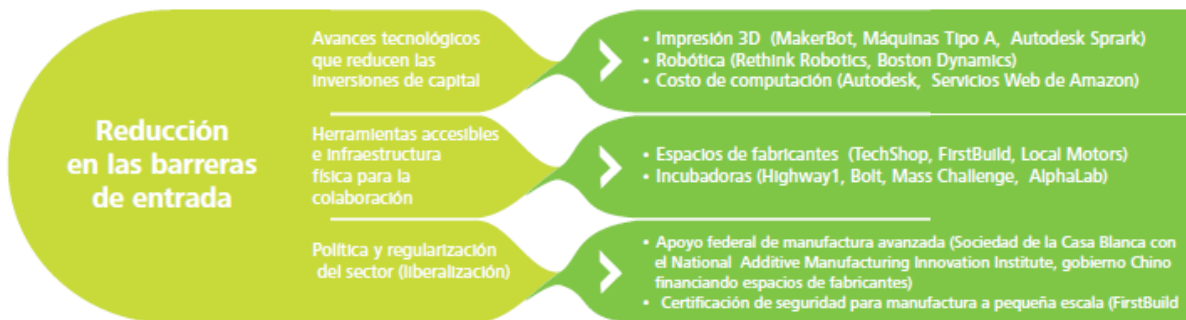 Reducción
en las barreras
de entrada
Avances tecnológicos
que reducen las
inversiones de capital
• Impresión 3D (MakerBot, Máquinas Tipo A, Autodesk Sprark)
• Robótica (Rethink Robotics, Boston Dynamics)
• Costo de computación (Autodesk, Servicios Web de Amazon)
Herramientas accesibles
e infraestructura
física para la
colaboración
• Espacios de fabricantes (TechShop, FirstBuild, Local Motors)
• Incubadoras (Highway1, Bolt, Mass Challenge, AlphaLab)
Política y regularización
del sector (liberalización)
• Apoyo federal de manufactura avanzada (Sociedad de la Casa Blanca con
el National Additive Manufacturing Innovation Institute, gobierno Chino
financiando espacios de fabricantes)
• Certificación de seguridad para manufactura a pequeña escala (FirstBuild